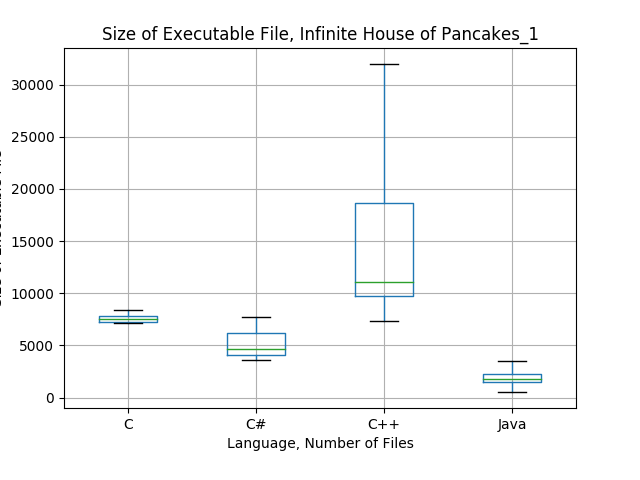 Size of Executable File, Infinite House of Pancakes_1
30000
25000
20000
15000
10000
5000
0
C
C#
C++
Java
Language, Number of Files